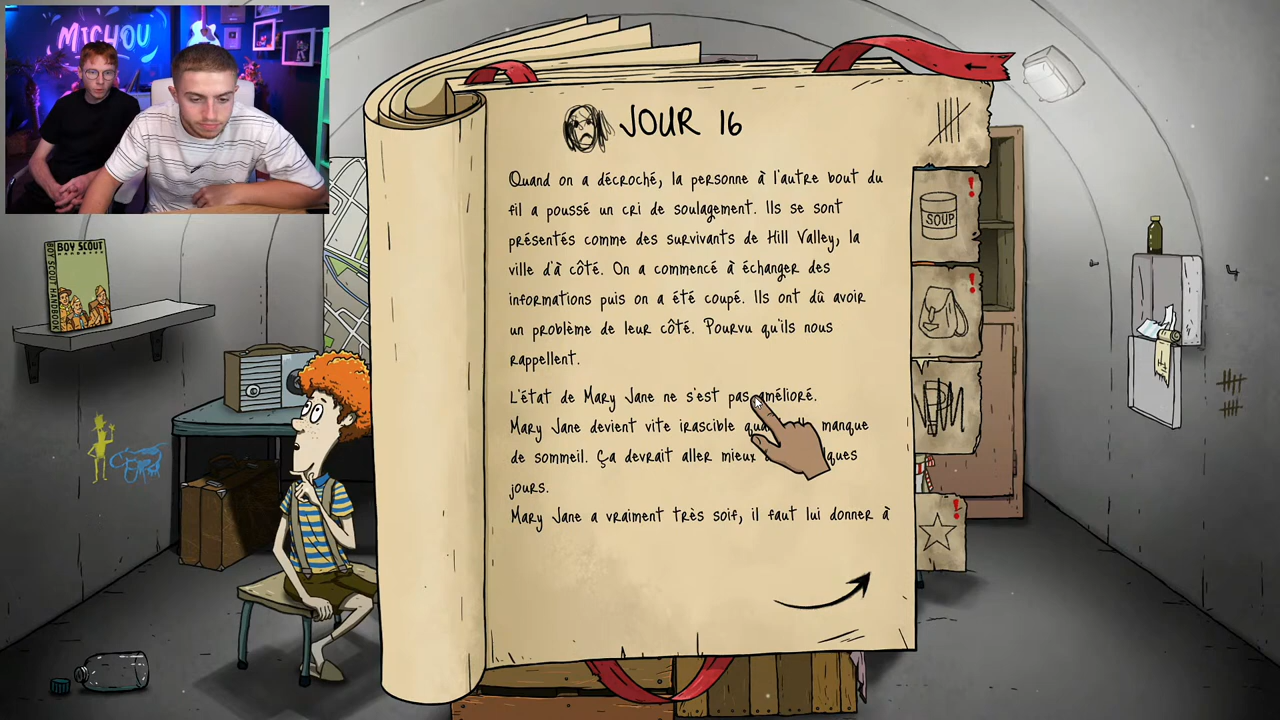 MICHOU
JOUR 16
Quand on a décroché, la personne à l'autre bout du
fil a poussé un cri de soulagement. Ils se sont
présentés comme des survivants de Hill Valley, la
ville d'à côté. On a commencé à échanger des
informations puis on a été coupé. Ils ont dû avoir
un problème de leur côté. Pourvu qu'ils nous
rappellent.
L'état de Mary Jane ne s'est pas amélioré.
Mary Jane devient vite irascible manque
de sommeil. Ça devrait aller mieux
jours.
Mary Jane a vraiment très soif, il faut lui donner à
SOUP
!
!
!
BOY SCOUT
BOY SCOUT HANDBOOK